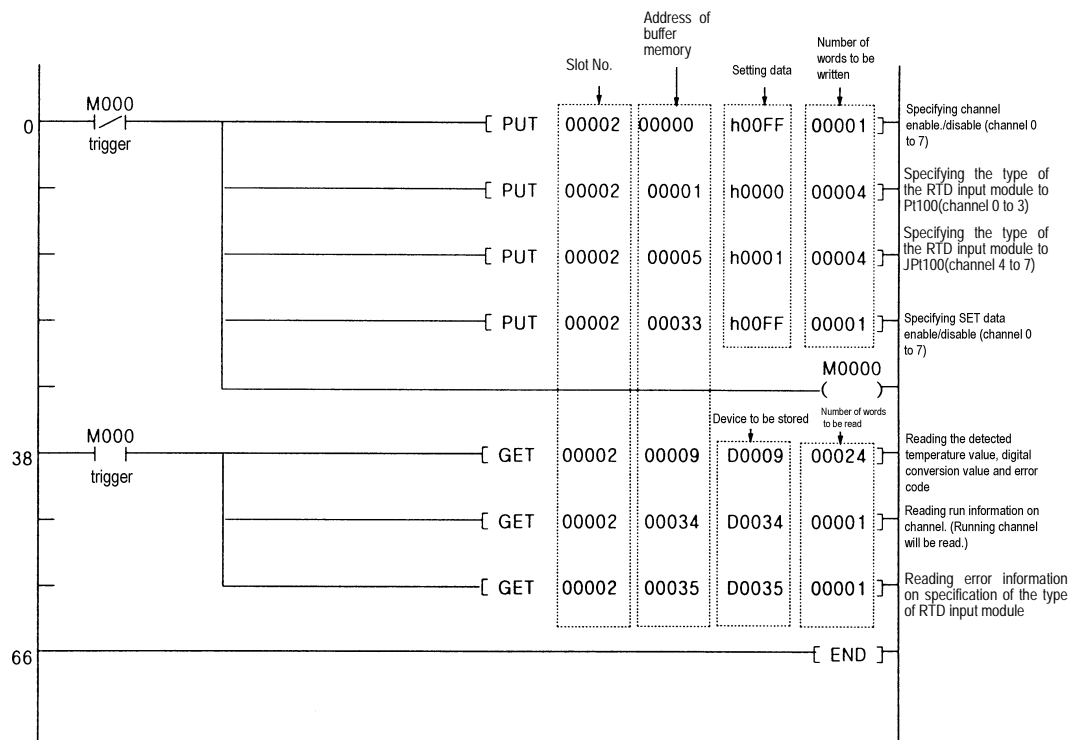 Address of
buffer
memory
Slot No.
Setting data
Number of
words to be
written
M000
0
trigger
[ PUT 00002 00000 h00FF 00001 ]
Specifying channel
enable./disable (channel 0
to 7)
[ PUT 00002 00001 h0000 00004 ]
Specifying the type of
the RTD input module to
Pt100(channel 0 to 3)
[ PUT 00002 00005 h0001 00004 ]
Specifying the type of
the RTD input module to
JPt100(channel 4 to 7)
[ PUT 00002 00033 h00FF 00001 ]
Specifying SET data
enable/disable (channel 0
to 7)
M0000
( )
Device to be stored
Number of words
to be read
M000
38
trigger
[ GET 00002 00009 D0009 00024 ]
Reading the detected
temperature value, digital
conversion value and error
code
[ GET 00002 00034 D0034 00001 ]
Reading run information on
channel. (Running channel
will be read.)
[ GET 00002 00035 D0035 00001 ]
Reading error information
on specification of the type
of RTD input module
66
[ END ]